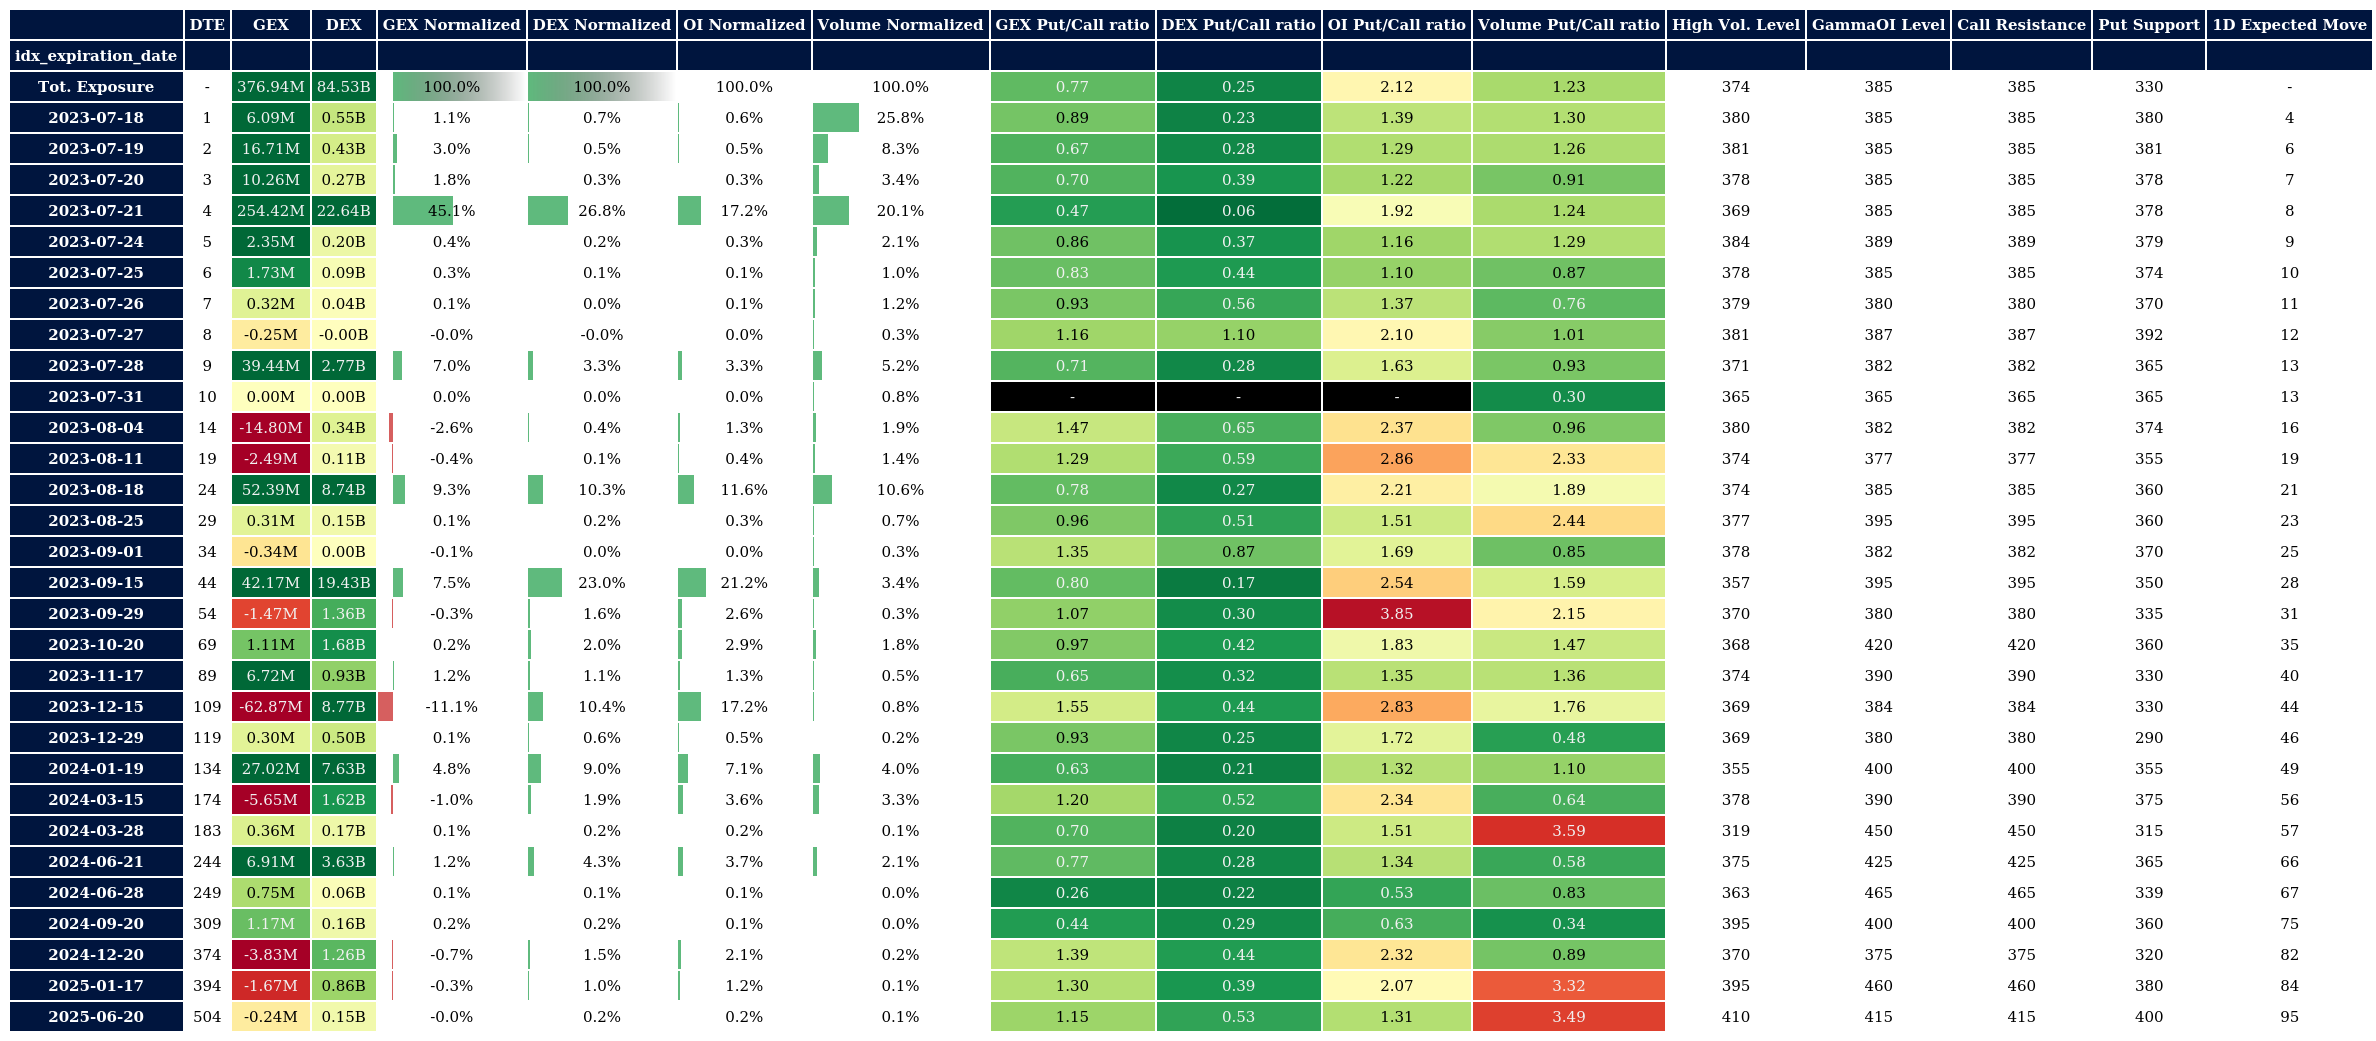 DTE GEX DEX GEX Normalized DEX Normalized OI Normalized Volume Normalized GEX Put/Call ratio DEX Put/Call ratio OI Put/Call ratio Volume Put/Call ratio High Vol. Level GammaOI Level Call Resistance Put Support 1D Expected Move
idx_expiration_date
Tot. Exposure - 376.94M 84.53B 100.0% 100.0% 100.0% 100.0% 0.77 0.25 2.12 1.23 374 385 385 330 -
2023-07-18 1 6.09M 0.55B 1.1% 0.7% 0.6% 25.8% 0.89 0.23 1.39 1.30 380 385 385 380 4
2023-07-19 2 16.71M 0.43B 3.0% 0.5% 0.5% 8.3% 0.67 0.28 1.29 1.26 381 385 385 381 6
2023-07-20 3 10.26M 0.27B 1.8% 0.3% 0.3% 3.4% 0.70 0.39 1.22 0.91 378 385 385 378 7
2023-07-21 4 254.42M 22.64B 45.1% 26.8% 17.2% 20.1% 0.47 0.06 1.92 1.24 369 385 385 378 8
2023-07-24 5 2.35M 0.20B 0.4% 0.2% 0.3% 2.1% 0.86 0.37 1.16 1.29 384 389 389 379 9
2023-07-25 6 1.73M 0.09B 0.3% 0.1% 0.1% 1.0% 0.83 0.44 1.10 0.87 378 385 385 374 10
2023-07-26 7 0.32M 0.04B 0.1% 0.0% 0.1% 1.2% 0.93 0.56 1.37 0.76 379 380 380 370 11
2023-07-27 8 -0.25M -0.00B -0.0% -0.0% 0.0% 0.3% 1.16 1.10 2.10 1.01 381 387 387 392 12
2023-07-28 9 39.44M 2.77B 7.0% 3.3% 3.3% 5.2% 0.71 0.28 1.63 0.93 371 382 382 365 13
2023-07-31 10 0.00M 0.00B 0.0% 0.0% 0.0% 0.8% - - - 0.30 365 365 365 365 13
2023-08-04 14 -14.80M 0.34B -2.6% 0.4% 1.3% 1.9% 1.47 0.65 2.37 0.96 380 382 382 374 16
2023-08-11 19 -2.49M 0.11B -0.4% 0.1% 0.4% 1.4% 1.29 0.59 2.86 2.33 374 377 377 355 19
2023-08-18 24 52.39M 8.74B 9.3% 10.3% 11.6% 10.6% 0.78 0.27 2.21 1.89 374 385 385 360 21
2023-08-25 29 0.31M 0.15B 0.1% 0.2% 0.3% 0.7% 0.96 0.51 1.51 2.44 377 395 395 360 23
2023-09-01 34 -0.34M 0.00B -0.1% 0.0% 0.0% 0.3% 1.35 0.87 1.69 0.85 378 382 382 370 25
2023-09-15 44 42.17M 19.43B 7.5% 23.0% 21.2% 3.4% 0.80 0.17 2.54 1.59 357 395 395 350 28
2023-09-29 54 -1.47M 1.36B -0.3% 1.6% 2.6% 0.3% 1.07 0.30 3.85 2.15 370 380 380 335 31
2023-10-20 69 1.11M 1.68B 0.2% 2.0% 2.9% 1.8% 0.97 0.42 1.83 1.47 368 420 420 360 35
2023-11-17 89 6.72M 0.93B 1.2% 1.1% 1.3% 0.5% 0.65 0.32 1.35 1.36 374 390 390 330 40
2023-12-15 109 -62.87M 8.77B -11.1% 10.4% 17.2% 0.8% 1.55 0.44 2.83 1.76 369 384 384 330 44
2023-12-29 119 0.30M 0.50B 0.1% 0.6% 0.5% 0.2% 0.93 0.25 1.72 0.48 369 380 380 290 46
2024-01-19 134 27.02M 7.63B 4.8% 9.0% 7.1% 4.0% 0.63 0.21 1.32 1.10 355 400 400 355 49
2024-03-15 174 -5.65M 1.62B -1.0% 1.9% 3.6% 3.3% 1.20 0.52 2.34 0.64 378 390 390 375 56
2024-03-28 183 0.36M 0.17B 0.1% 0.2% 0.2% 0.1% 0.70 0.20 1.51 3.59 319 450 450 315 57
2024-06-21 244 6.91M 3.63B 1.2% 4.3% 3.7% 2.1% 0.77 0.28 1.34 0.58 375 425 425 365 66
2024-06-28 249 0.75M 0.06B 0.1% 0.1% 0.1% 0.0% 0.26 0.22 0.53 0.83 363 465 465 339 67
2024-09-20 309 1.17M 0.16B 0.2% 0.2% 0.1% 0.0% 0.44 0.29 0.63 0.34 395 400 400 360 75
2024-12-20 374 -3.83M 1.26B -0.7% 1.5% 2.1% 0.2% 1.39 0.44 2.32 0.89 370 375 375 320 82
2025-01-17 394 -1.67M 0.86B -0.3% 1.0% 1.2% 0.1% 1.30 0.39 2.07 3.32 395 460 460 380 84
2025-06-20 504 -0.24M 0.15B -0.0% 0.2% 0.2% 0.1% 1.15 0.53 1.31 3.49 410 415 415 400 95